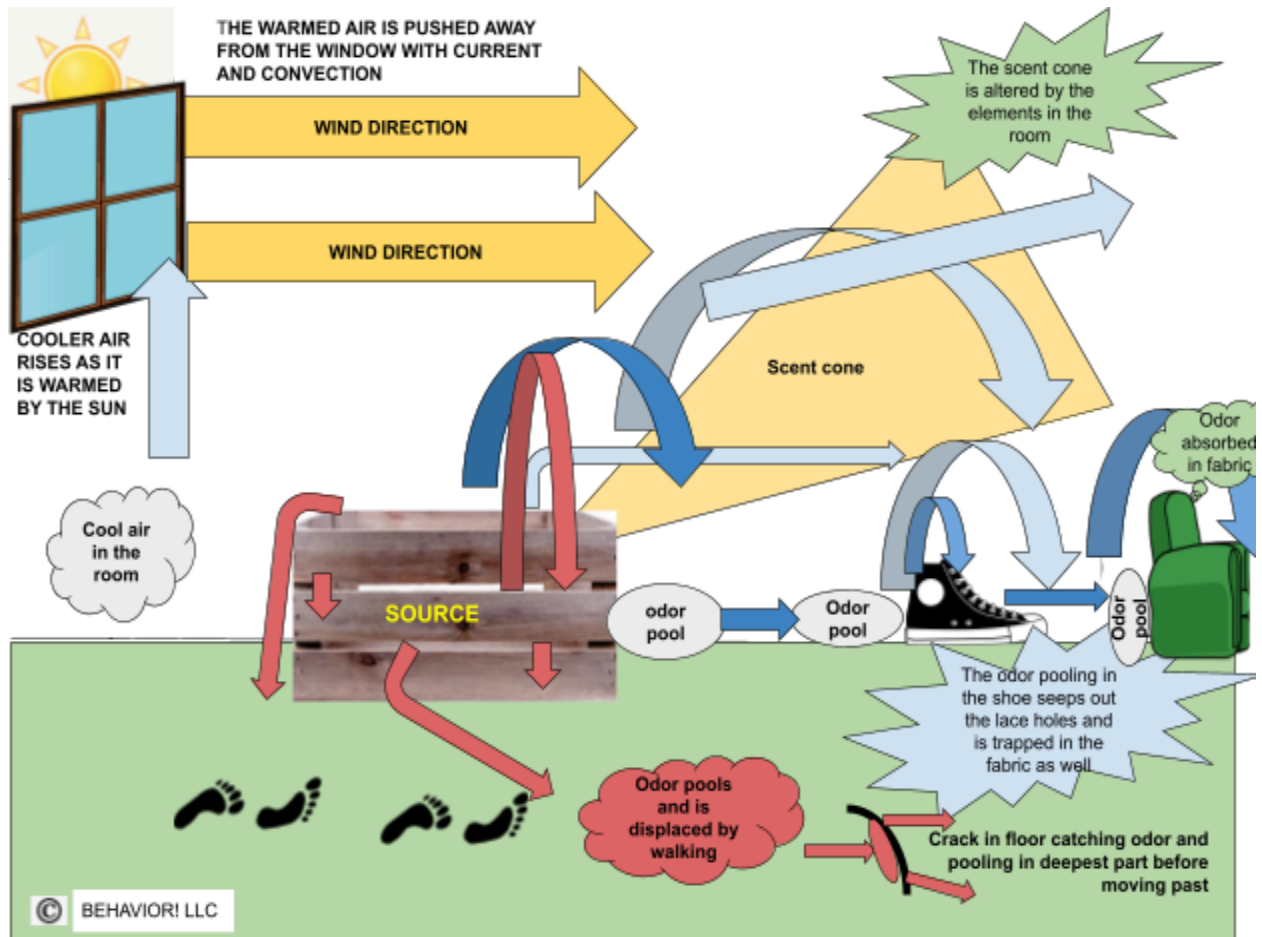 THE WARMED AIR IS PUSHED AWAY
FROM THE WINDOW WITH CURRENT
AND CONVECTION
WIND DIRECTION
WIND DIRECTION
The scent cone
is altered by the
elements in the
room
COOLER AIR
RISES AS IT
IS WARMED
BY THE SUN
Scent cone
Odor
absorbed
in fabric
Cool air
in the
room
SOURCE
odor
pool
Odor
pool
Odor
pool
The odor pooling in
the shoe seeps out
the lace holes and
is trapped in the
fabric as well
Odor pools
and is
displaced by
walking
Crack in floor catching odor and
pooling in deepest part before
moving past
© BEHAVIOR! LLC